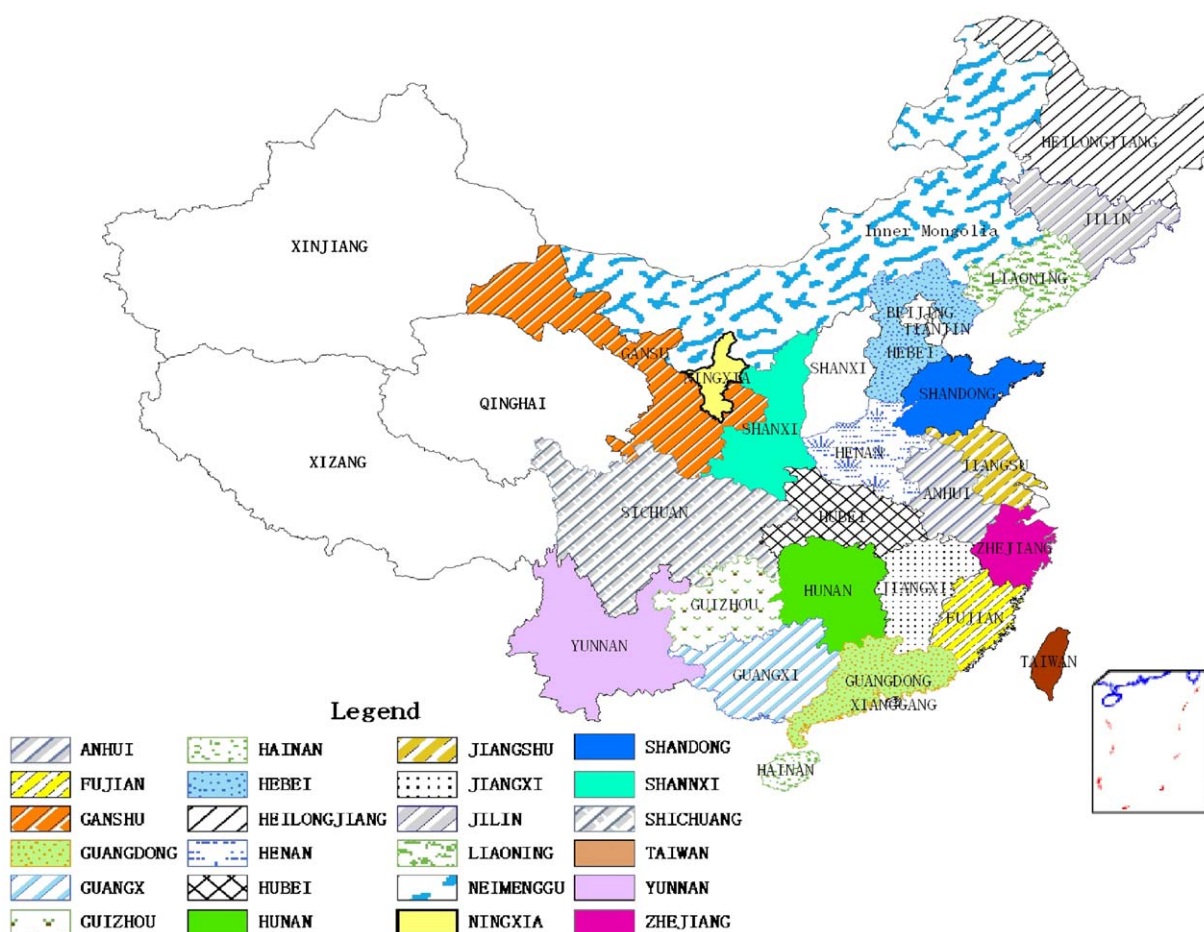 HEILONGJIANG
JILIN
Inner Mongolia
XINJIANG
LIAONING
BEIJING
TIANJIN
GANSU
HEBEI
SHANXI
NINGXIA
SHANDONG
QINGHAI
SHANXI
HENAN
XIZANG
JIANGSU
ANHUI
SICHUAN
HUBEI
ZHEJIANG
HUNAN
JIANGXI
GUIZHOU
FUJIAN
YUNNAN
TAIWAN
GUANGXI
GUANGDONG
XIANGGANG
HAINAN
Legend
ANHUI HAINAN JIANGSHU SHANDONG
FUJIAN HEBEI JIANGXI SHANNXI
GANSHU HEILONGJIANG JILIN SHICHUANG
GUANGDONG HENAN LIAONING TAIWAN
GUANGX HUBEI NEIMENGGU YUNNAN
GUIZHOU HUNAN NINGXIA ZHEJIANG